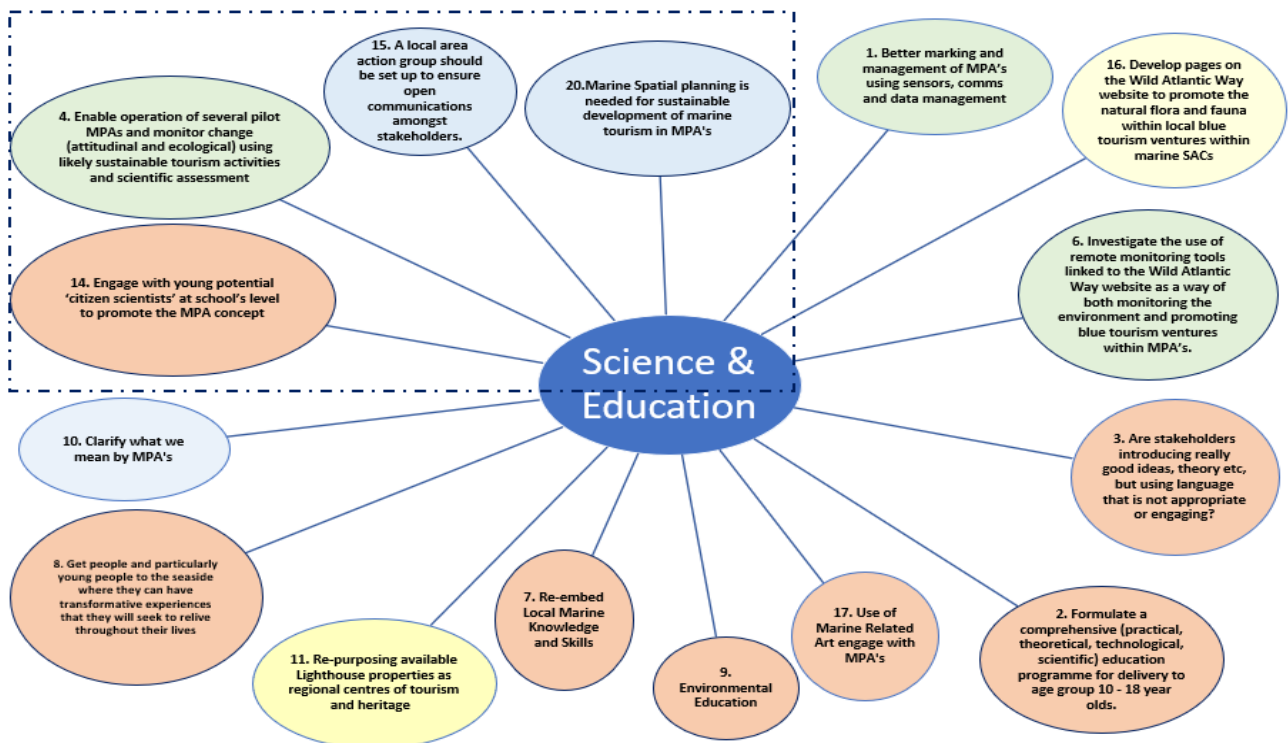 15. A local area
action group should
be set up to ensure
open
communications
amongst
stakeholders.
20.Marine Spatial planning is
needed for sustainable
development of marine
tourism in MPA's
1. Better marking and
management of MPA’s
using sensors, comms
and data management
16. Develop pages on
the Wild Atlantic Way
website to promote the
natural flora and fauna
within local blue
tourism ventures within
marine SACs
4. Enable operation of several pilot
MPAs and monitor change
(attitudinal and ecological) using
likely sustainable tourism activities
and scientific assessment
14. Engage with young potential
‘citizen scientists’ at school’s level
to promote the MPA concept
6. Investigate the use of
remote monitoring tools
linked to the Wild Atlantic
Way website as a way of
both monitoring the
environment and promoting
blue tourism ventures
within MPA’s.
Science &
Education
10. Clarify what we
mean by MPA's
3. Are stakeholders
introducing really
good ideas, theory etc,
but using language
that is not appropriate
or engaging?
8. Get people and particularly
young people to the seaside
where they can have
transformative experiences
that they will seek to relive
throughout their lives
11. Re-purposing available
Lighthouse properties as
regional centres of tourism
and heritage
7. Re-embed
Local Marine
Knowledge
and Skills
9.
Environmental
Education
17. Use of
Marine Related
Art engage with
MPA's
2. Formulate a
comprehensive (practical,
theoretical, technological,
scientific) education
programme for delivery to
age group 10 - 18 year
olds.